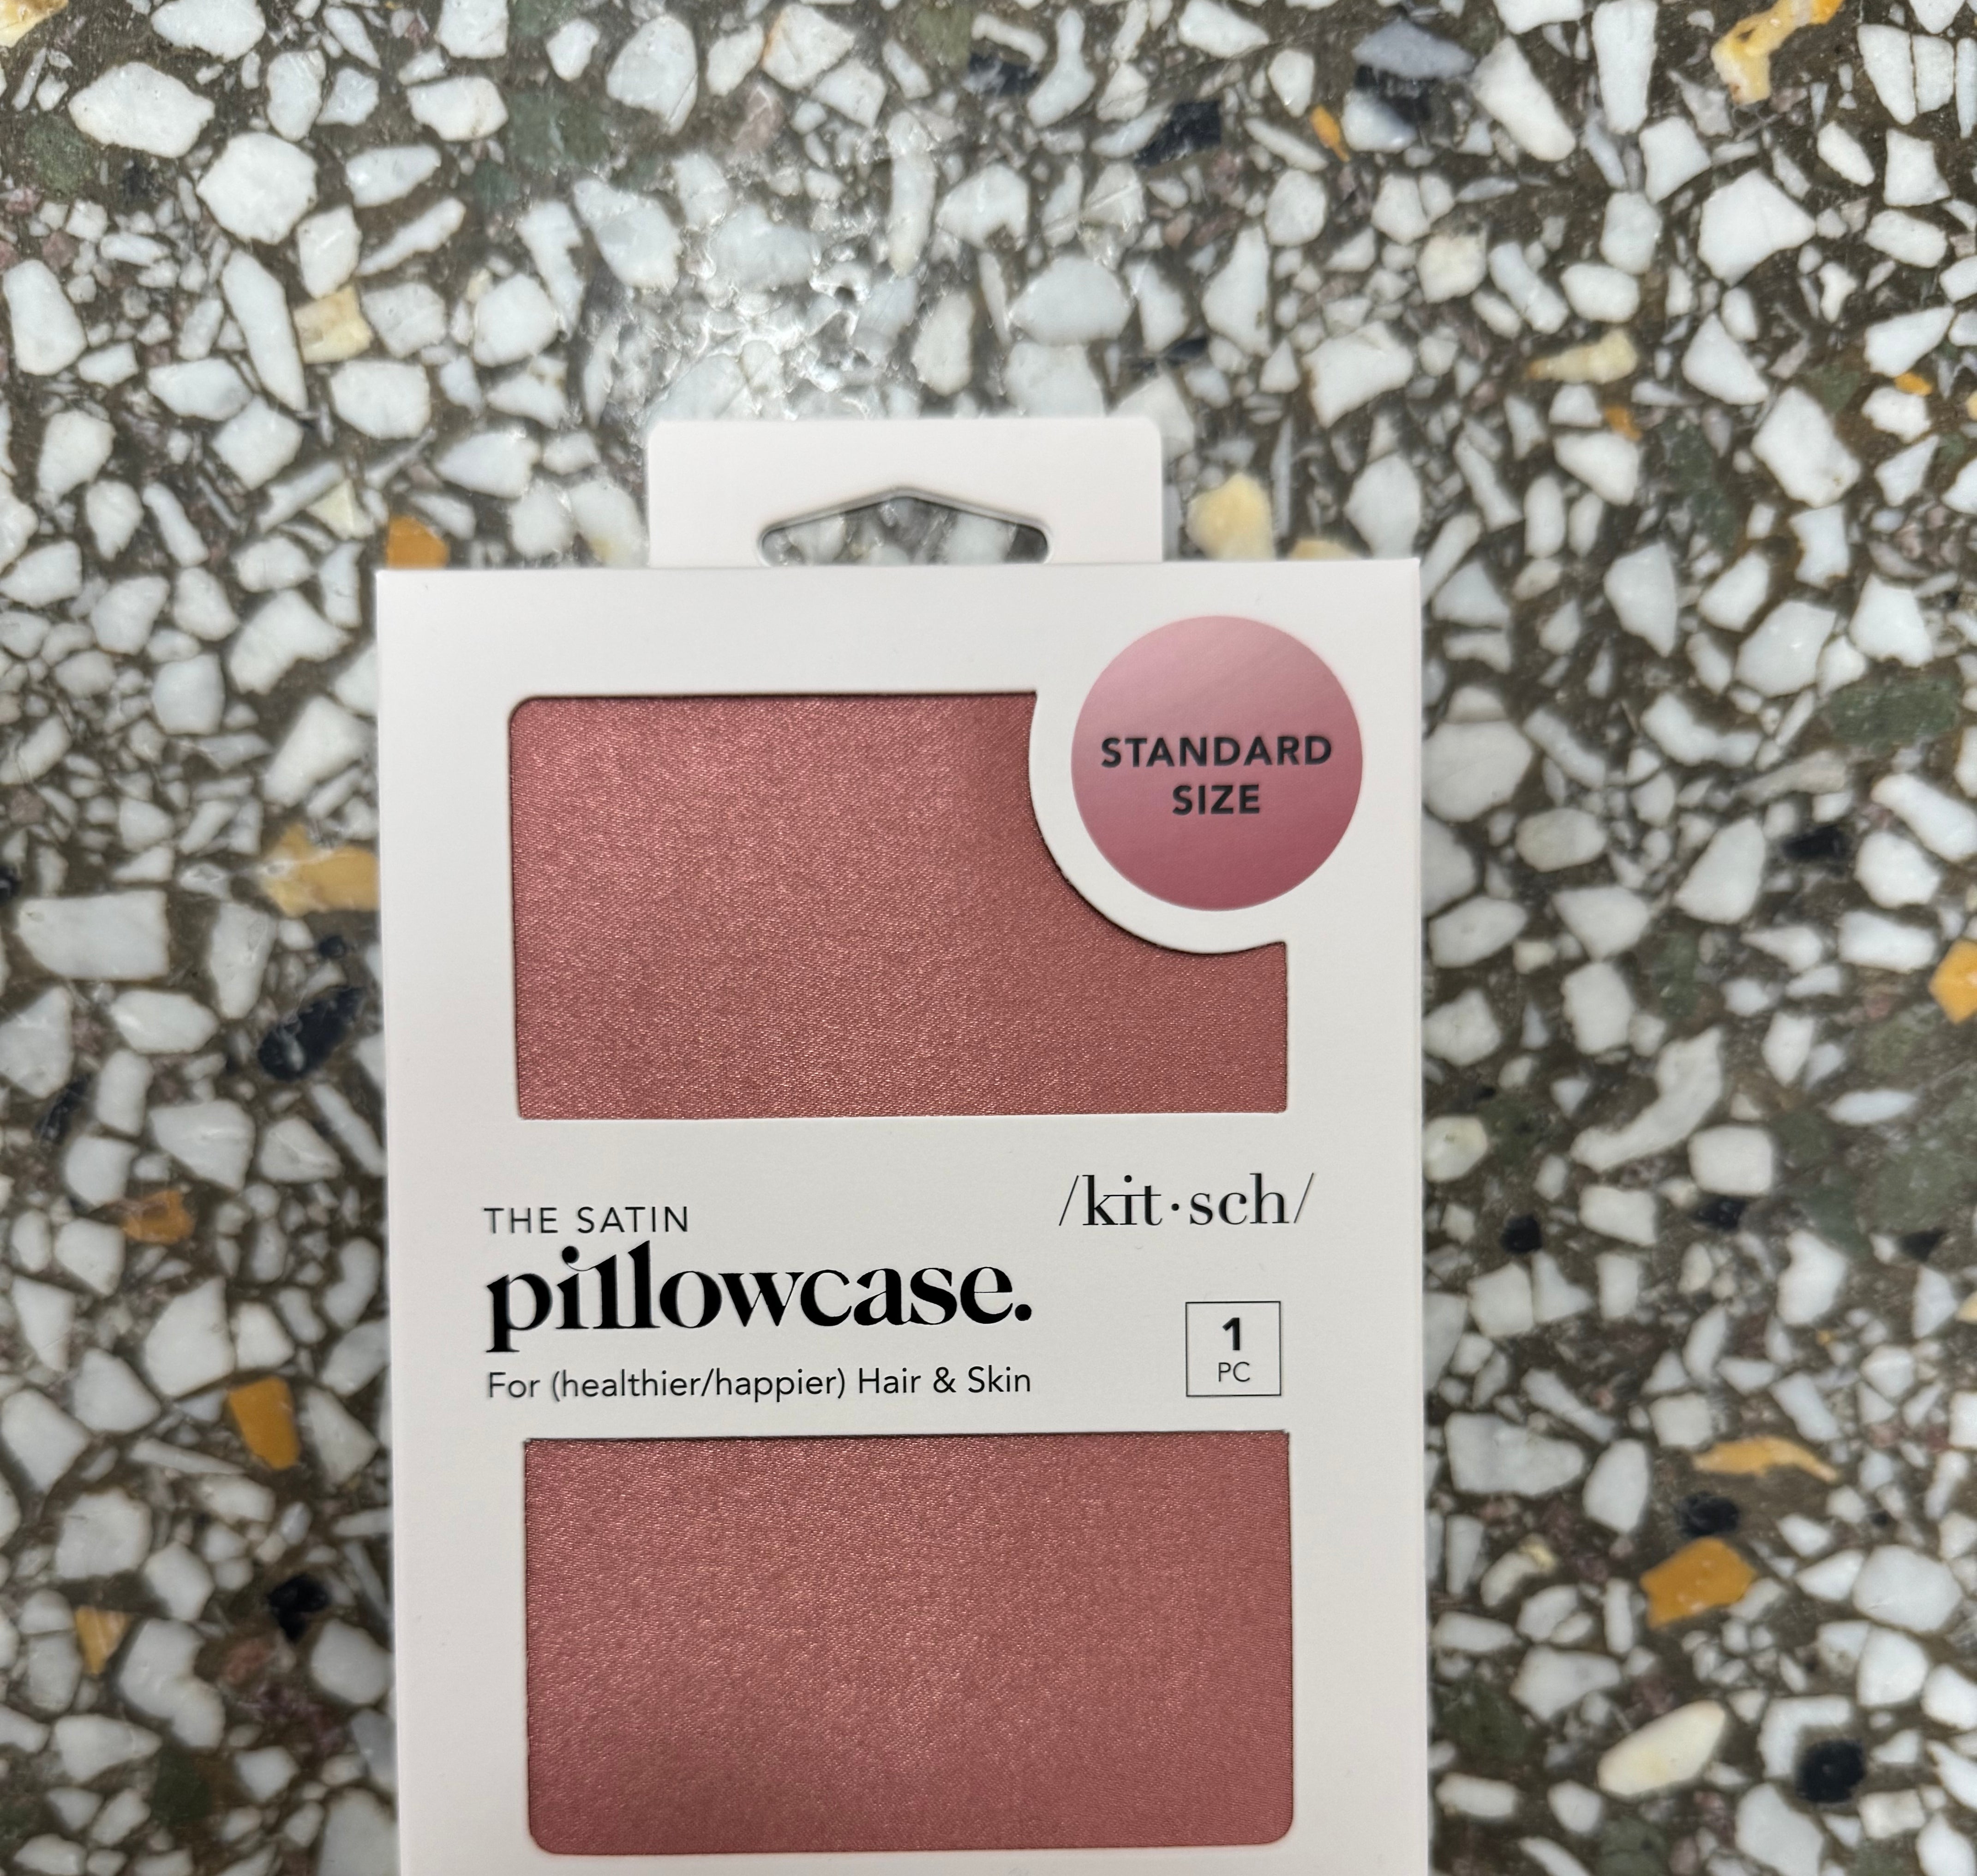 STANDARD
SIZE
/kit·sch/
THE SATIN
pillowcase.
For (healthier/happier) Hair & Skin
1
PC